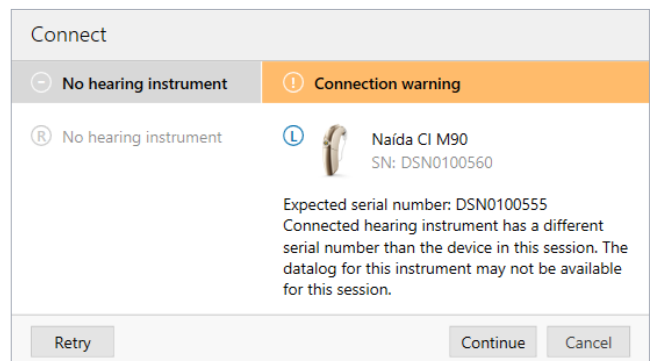 Connect
No hearing instrument
Connection warning
R No hearing instrument
L Naída CI M90
SN: DSN0100560
Expected serial number: DSN0100555
Connected hearing instrument has a different
serial number than the device in this session. The
datalog for this instrument may not be available
for this session.
Retry
Continue
Cancel